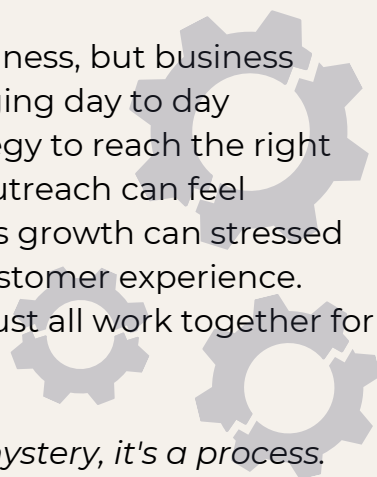 ness, but business
ing day to day
egy to reach the right
utreach can feel
s growth can stressed
stomer experience.
ust all work together for
ystery, it's a process.